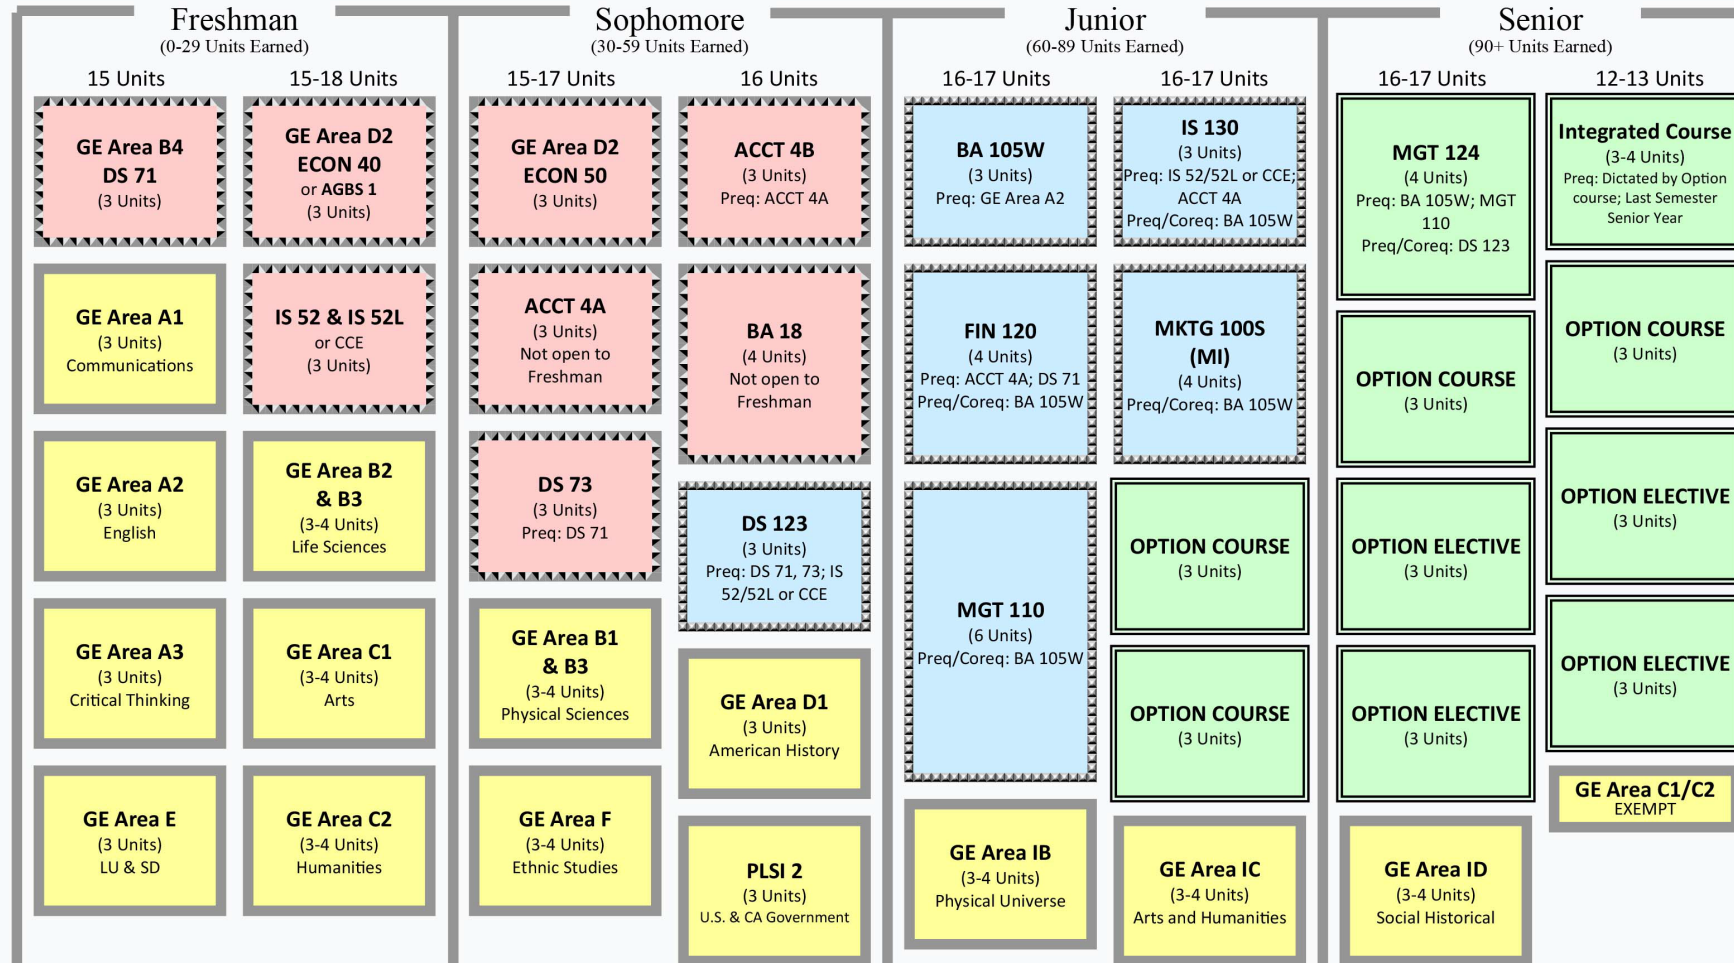 Freshman
(0-29 Units Earned)
15 Units
GE Area B4
DS 71
(3 Units)
GE Area A1
(3 Units)
Communications
GE Area A2
(3 Units)
English
GE Area A3
(3 Units)
Critical Thinking
GE Area E
(3 Units)
LU & SD
15-18 Units
GE Area D2
ECON 40
or AGBS 1
(3 Units)
IS 52 & IS 52L
or CCE
(3 Units)
GE Area B2
& B3
(3-4 Units)
Life Sciences
GE Area C1
(3-4 Units)
Arts
GE Area C2
(3-4 Units)
Humanities
Sophomore
(30-59 Units Earned)
15-17 Units
GE Area D2
ECON 50
(3 Units)
ACCT 4A
(3 Units)
Not open to
Freshman
DS 73
(3 Units)
Preq: DS 71
GE Area B1
& B3
(3-4 Units)
Physical Sciences
GE Area F
(3-4 Units)
Ethnic Studies
16 Units
ACCT 4B
(3 Units)
Preq: ACCT 4A
BA 18
(4 Units)
Not open to
Freshman
DS 123
(3 Units)
Preq: DS 71, 73; IS
52/52L or CCE
GE Area D1
(3 Units)
American History
PLSI 2
(3 Units)
U.S. & CA Government
Junior
(60-89 Units Earned)
16-17 Units
BA 105W
(3 Units)
Preq: GE Area A2
FIN 120
(4 Units)
Preq: ACCT 4A; DS 71
Preq/Coreq: BA 105W
MGT 110
(6 Units)
Preq/Coreq: BA 105W
GE Area IB
(3-4 Units)
Physical Universe
16-17 Units
IS 130
(3 Units)
Preq: IS 52/52L or CCE;
ACCT 4A
Preq/Coreq: BA 105W
MKTG 100S
(MI)
(4 Units)
Preq/Coreq: BA 105W
OPTION COURSE
(3 Units)
OPTION COURSE
(3 Units)
GE Area IC
(3-4 Units)
Arts and Humanities
Senior
(90+ Units Earned)
16-17 Units
MGT 124
(4 Units)
Preq: BA 105W; MGT
110
Preq/Coreq: DS 123
OPTION COURSE
(3 Units)
OPTION ELECTIVE
(3 Units)
OPTION ELECTIVE
(3 Units)
GE Area ID
(3-4 Units)
Social Historical
12-13 Units
Integrated Course
(3-4 Units)
Preq: Dictated by Option
course; Last Semester
Senior Year
OPTION COURSE
(3 Units)
OPTION ELECTIVE
(3 Units)
OPTION ELECTIVE
(3 Units)
GE Area C1/C2
EXEMPT